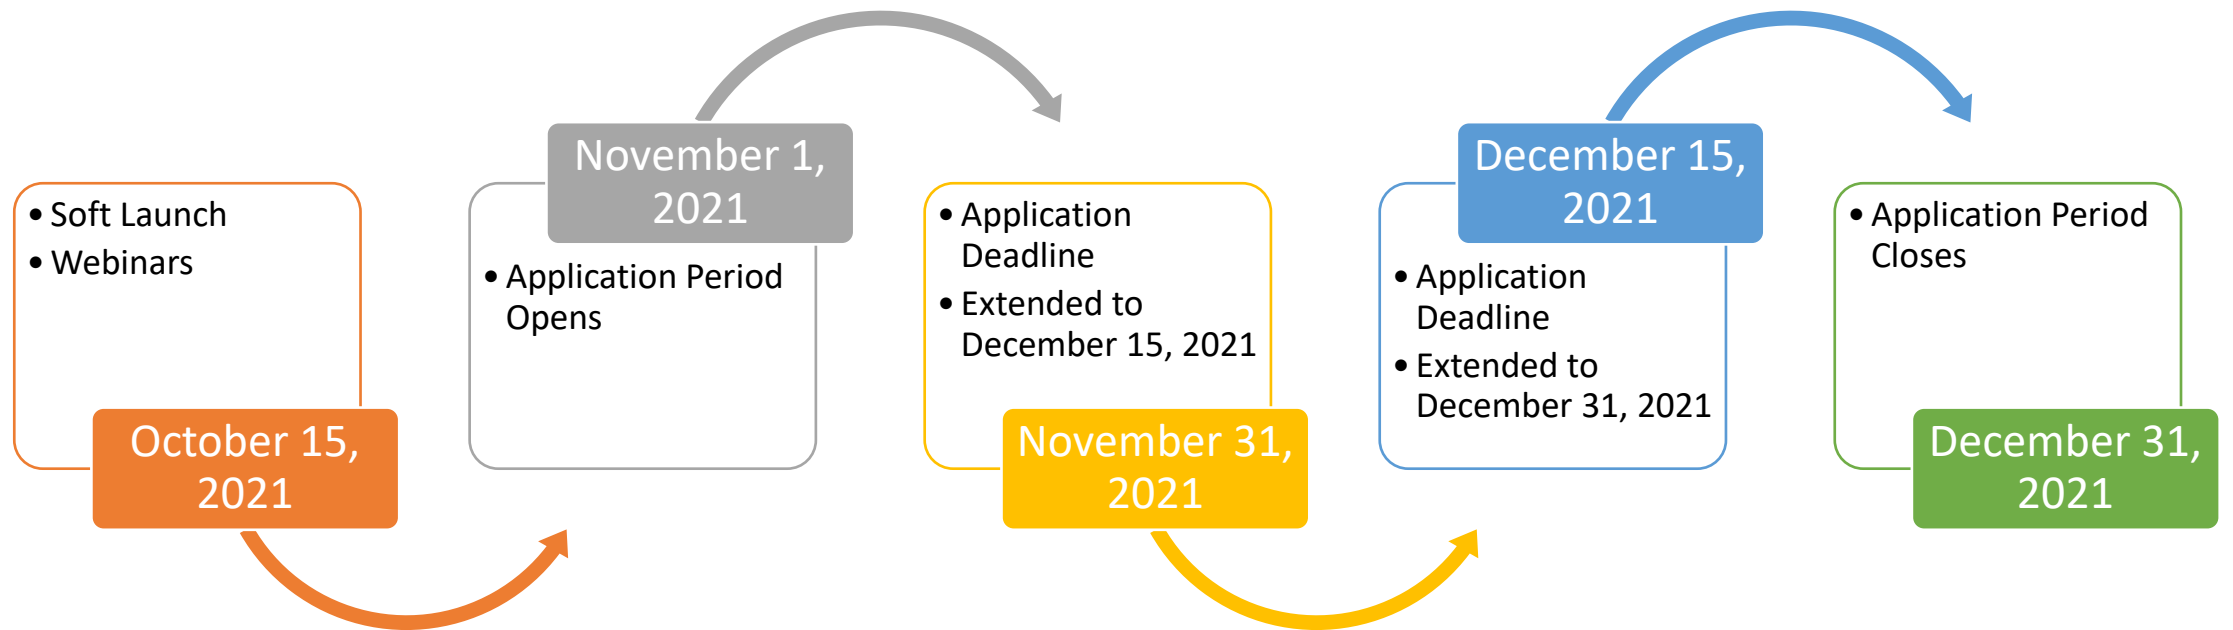 • Soft Launch
• Webinars
October 15,
2021
November 1,
2021
• Application Period
Opens
• Application
Deadline
• Extended to
December 15, 2021
November 31,
2021
December 15,
2021
• Application
Deadline
• Extended to
December 31, 2021
• Application Period
Closes
December 31,
2021